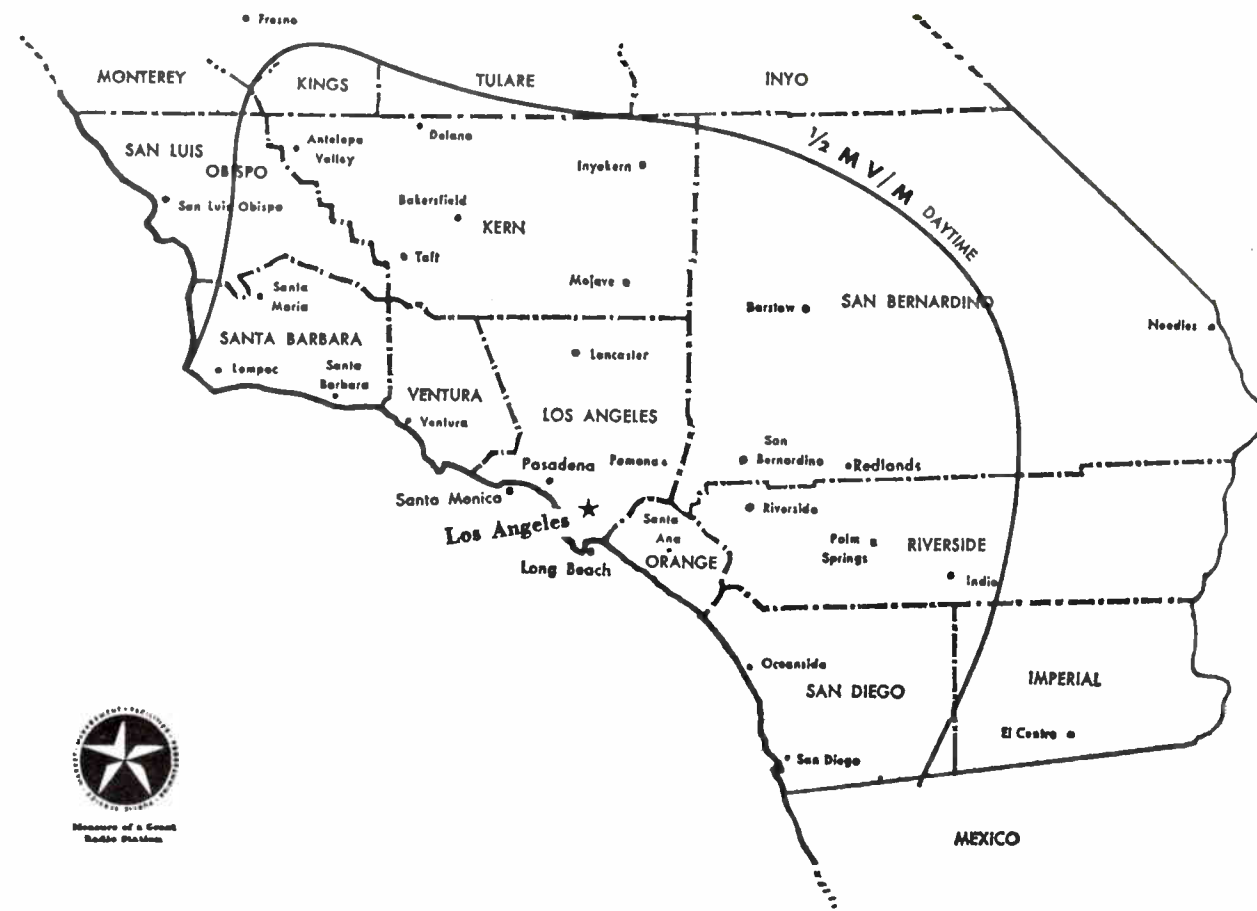 Fresno
MONTEREY
KINGS
TULARE
INYO
Delano
SAN LUIS
OBISPO
Antelope
Valley
Inyokern
1/2 M V/M DAYTIME
San Luis Obispo
Bakersfield
KERN
Taft
Mojave
Santa
Maria
Barstow
SAN BERNARDINO
Needles
SANTA BARBARA
Lompoc
Santa
Barbara
Lancaster
VENTURA
Ventura
LOS ANGELES
San
Bernardino
Redlands
Pasadena
Pomona
Santa Monica
Los Angeles
Riverside
Santa
Ana
ORANGE
Palm
Springs
RIVERSIDE
Long Beach
Indio
Oceanside
SAN DIEGO
IMPERIAL
El Centro
San Diego
MEXICO
Measure of a Great
Radio Station